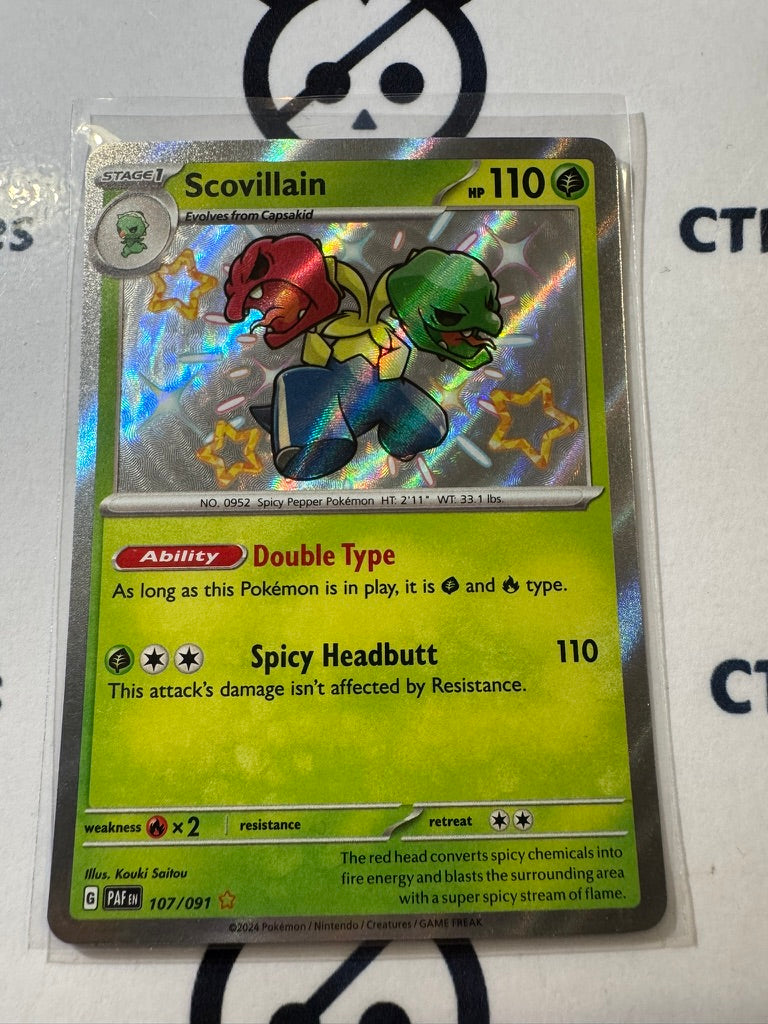 STAGE 1 Scovillain HP 110
Evolves from Capsakid
es
CT
NO. 0952 Spicy Pepper Pokémon HT: 2'11" WT: 33.1 lbs.
Ability Double Type
As long as this Pokémon is in play, it is and type.
Spicy Headbutt 110
This attack's damage isn't affected by Resistance.
s
CT
weakness ×2 resistance retreat
The red head converts spicy chemicals into
fire energy and blasts the surrounding area
with a super spicy stream of flame.
Illus. Kouki Saitou
G PAF EN 107/091
©2024 Pokémon / Nintendo / Creatures / GAME FREAK